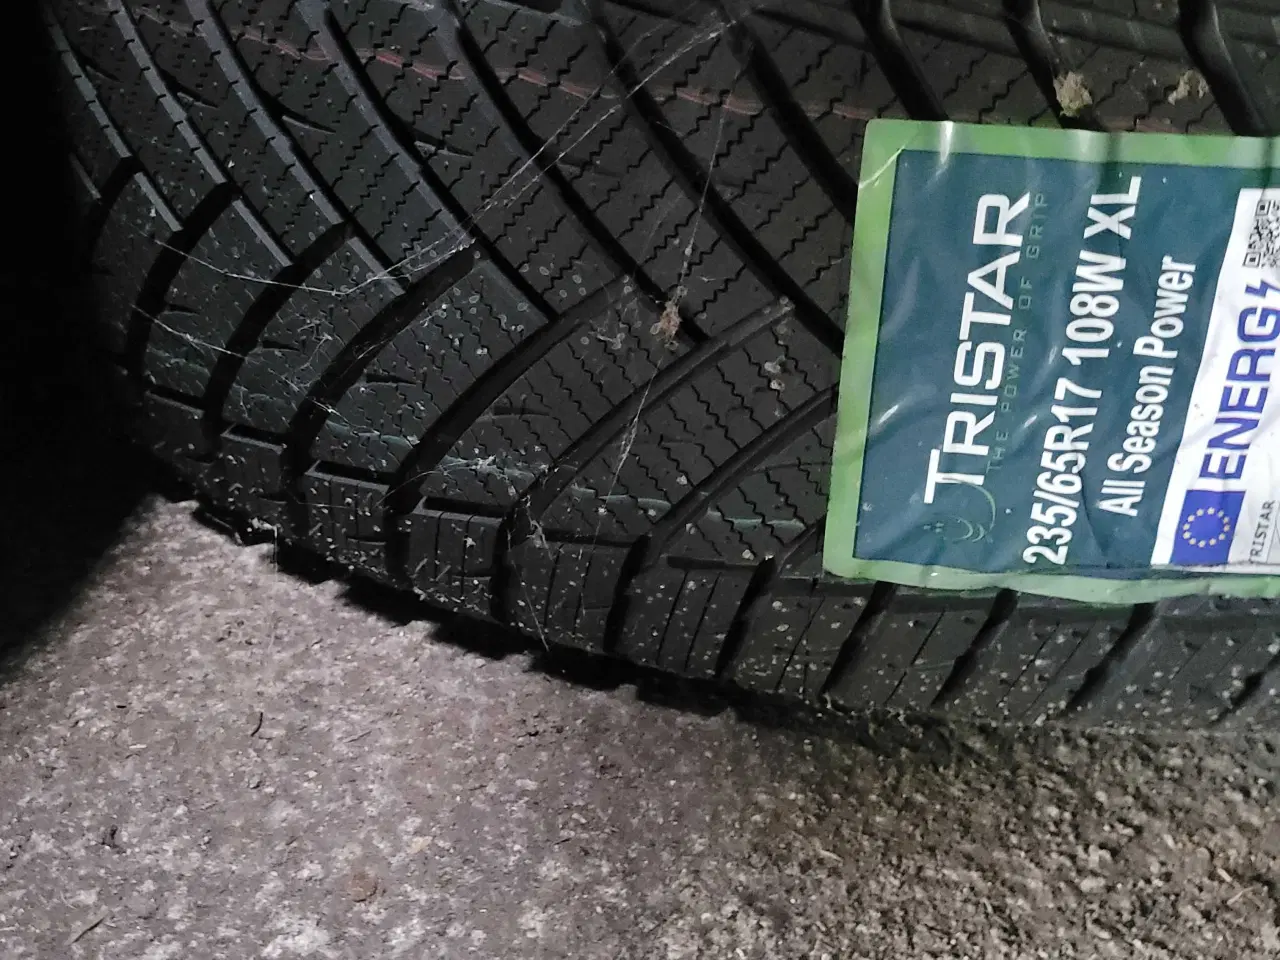 TRISTAR
THE POWER OF GRIP
235/65R17 108W XL
All Season Power
ENERG
TRISTAR